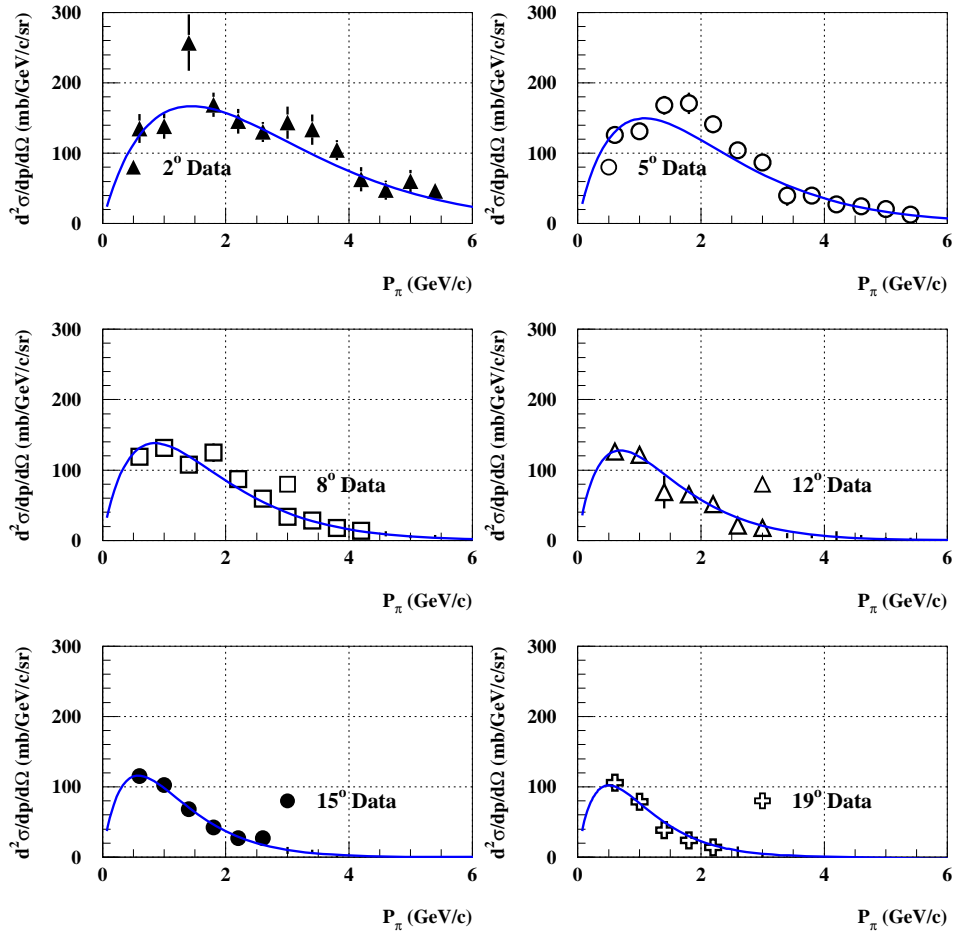 d²σ/dp/dΩ (mb/GeV/c/sr)
300
200
100
0
2° Data
0 2 4 6
P_π (GeV/c)
d²σ/dp/dΩ (mb/GeV/c/sr)
300
200
100
0
5° Data
0 2 4 6
P_π (GeV/c)
d²σ/dp/dΩ (mb/GeV/c/sr)
300
200
100
0
8° Data
0 2 4 6
P_π (GeV/c)
d²σ/dp/dΩ (mb/GeV/c/sr)
300
200
100
0
12° Data
0 2 4 6
P_π (GeV/c)
d²σ/dp/dΩ (mb/GeV/c/sr)
300
200
100
0
15° Data
0 2 4 6
P_π (GeV/c)
d²σ/dp/dΩ (mb/GeV/c/sr)
300
200
100
0
19° Data
0 2 4 6
P_π (GeV/c)